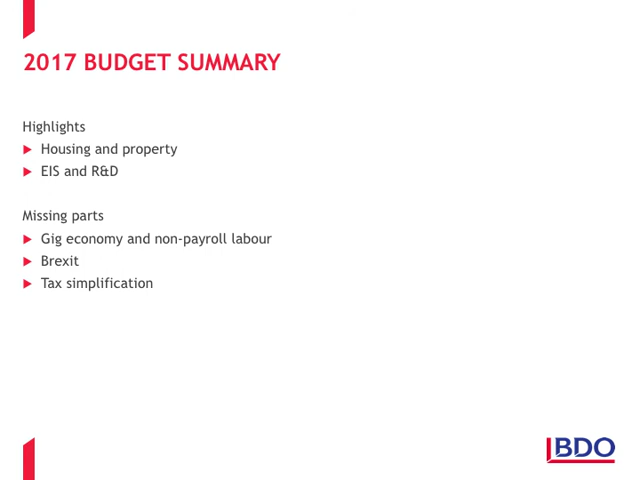 2017 BUDGET SUMMARY
Highlights
Housing and property
EIS and R&D
Missing parts
Gig economy and non-payroll labour
Brexit
Tax simplification
BDO